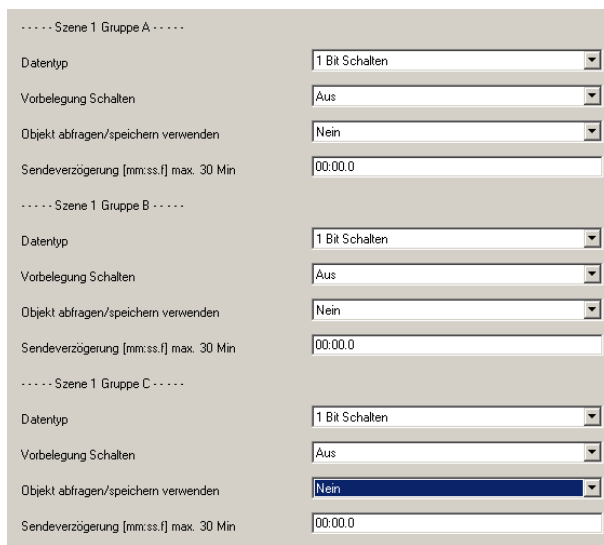 - - - - - Szene 1 Gruppe A - - - - -
Datentyp 1 Bit Schalten
Vorbelegung Schalten Aus
Objekt abfragen/speichern verwenden Nein
Sendeverzögerung [mm:ss.f] max. 30 Min 00:00.0
- - - - - Szene 1 Gruppe B - - - - -
Datentyp 1 Bit Schalten
Vorbelegung Schalten Aus
Objekt abfragen/speichern verwenden Nein
Sendeverzögerung [mm:ss.f] max. 30 Min 00:00.0
- - - - - Szene 1 Gruppe C - - - - -
Datentyp 1 Bit Schalten
Vorbelegung Schalten Aus
Objekt abfragen/speichern verwenden Nein
Sendeverzögerung [mm:ss.f] max. 30 Min 00:00.0